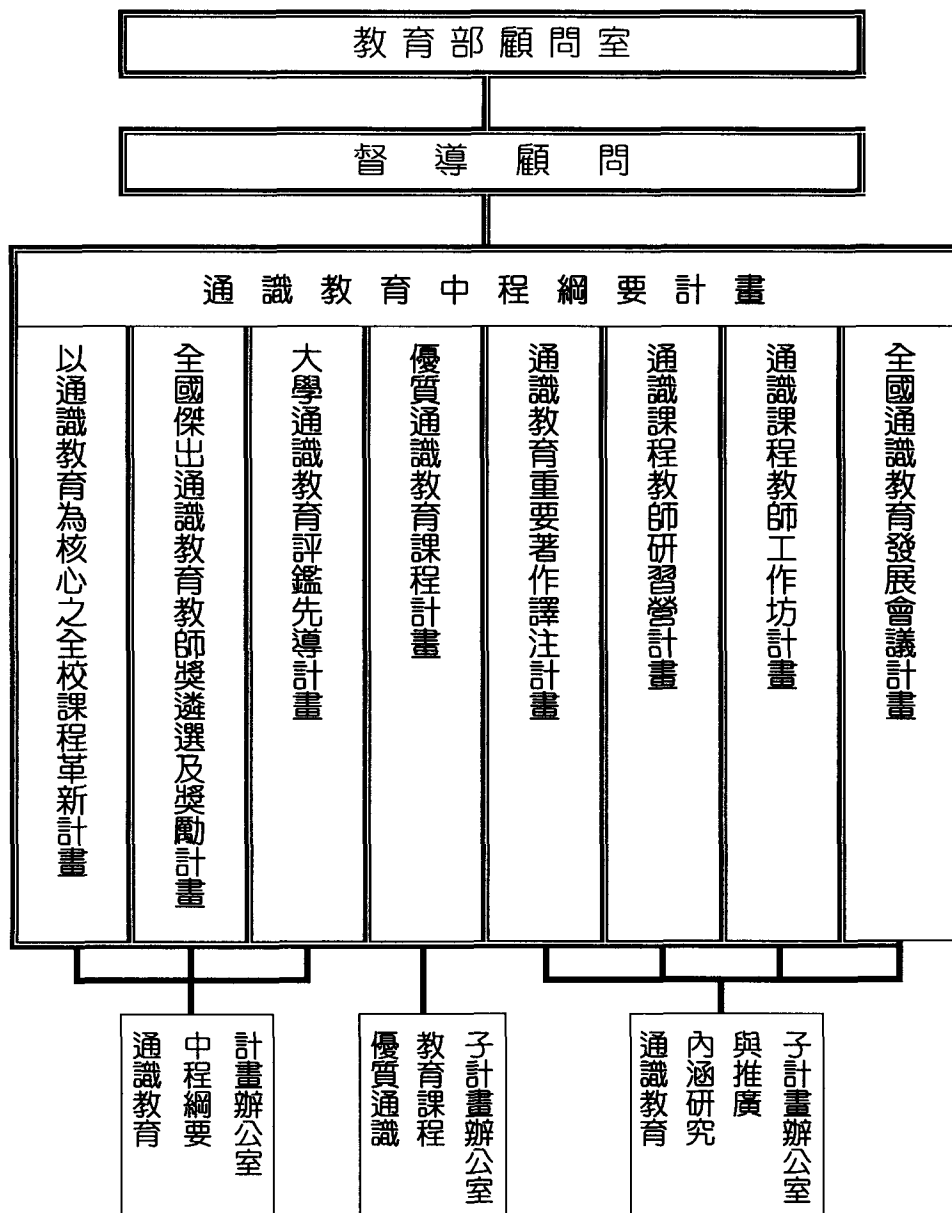 教育部顧問室
督導顧問
通識教育中程綱要計畫
以通識教育為核心之全校課程革新計畫
全國傑出通識教育教師獎遴選及獎勵計畫
大學通識教育評鑑先導計畫
優質通識教育課程計畫
通識教育重要著作譯注計畫
通識課程教師研習營計畫
通識課程教師工作坊計畫
全國通識教育發展會議計畫
通識教育
中程綱要
計畫辦公室
優質通識
教育課程
子計畫辦公室
通識教育
內涵研究
與推廣
子計畫辦公室